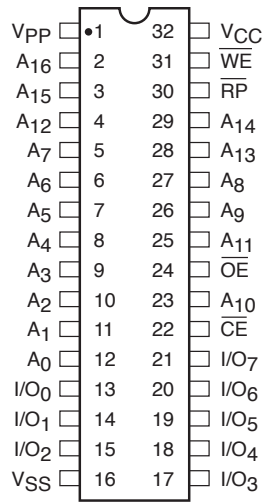 VPP •1 32 VCC
A16 2 31 WE
A15 3 30 RP
A12 4 29 A14
A7 5 28 A13
A6 6 27 A8
A5 7 26 A9
A4 8 25 A11
A3 9 24 OE
A2 10 23 A10
A1 11 22 CE
A0 12 21 I/O7
I/O0 13 20 I/O6
I/O1 14 19 I/O5
I/O2 15 18 I/O4
VSS 16 17 I/O3